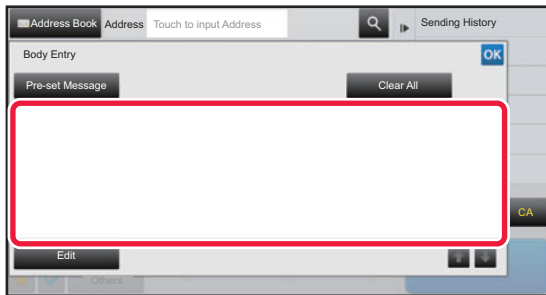 Address Book Address Touch to input Address Sending History
Body Entry OK
Pre-set Message Clear All
CA
Edit
Others